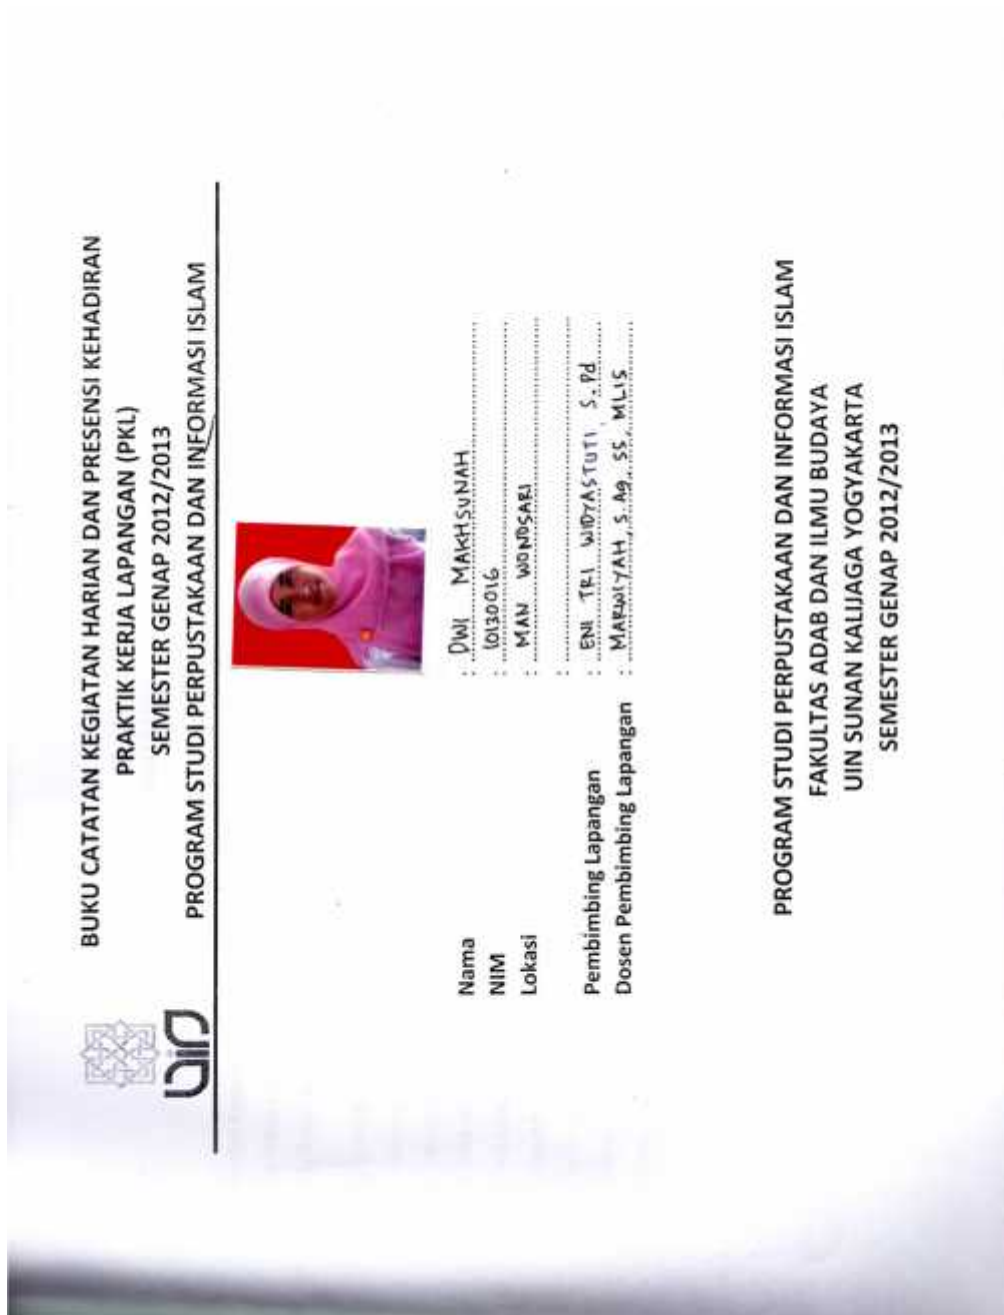 BUKU CATATAN KEGIATAN HARIAN DAN PRESENSI KEHADIRAN
PRAKTIK KERJA LAPANGAN (PKL)
SEMESTER GENAP 2012/2013
PROGRAM STUDI PERPUSTAKAAN DAN INFORMASI ISLAM
uin
Nama : DWI MAKHSUNAH
NIM : 10130016
Lokasi : MAN WONOSARI
:
Pembimbing Lapangan : ENI TRI WIDYASTUTI, S.Pd
Dosen Pembimbing Lapangan : MARWIYAH, S.Ag., SS, MLIS
PROGRAM STUDI PERPUSTAKAAN DAN INFORMASI ISLAM
FAKULTAS ADAB DAN ILMU BUDAYA
UIN SUNAN KALIJAGA YOGYAKARTA
SEMESTER GENAP 2012/2013